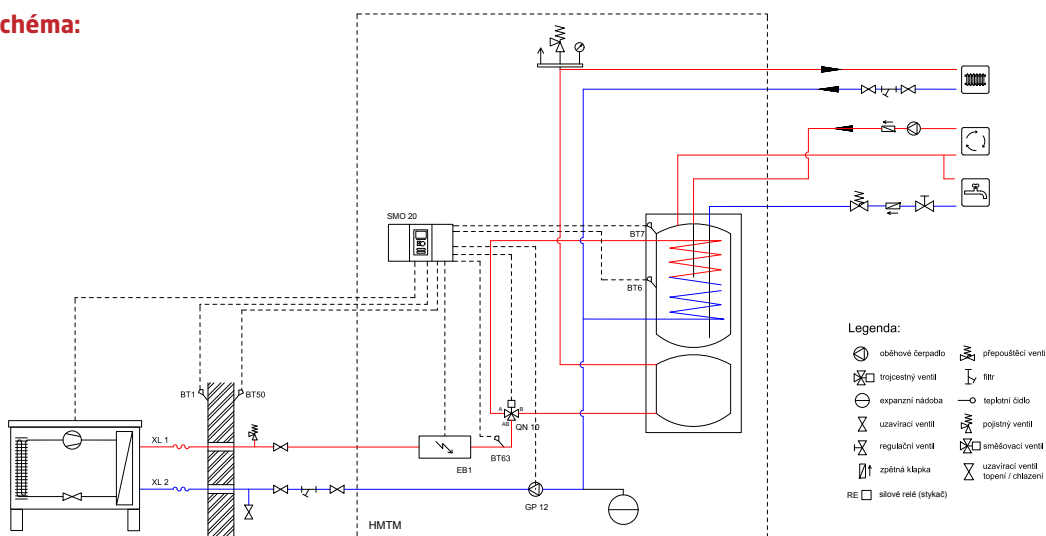 chéma:
SMO 20
BT7
BT6
BT1
BT50
XL 1
XL 2
A
B
AB
QN 10
BT63
EB1
GP 12
HMTM
Legenda:
oběhové čerpadlo
přepouštěcí venti
trojcestný ventil
filtr
expanzní nádoba
teplotní čidlo
uzavírací ventil
pojistný ventil
regulační ventil
směšovací ventil
zpětná klapka
uzavírací ventil
topení / chlazení
RE
silové relé (stykač)